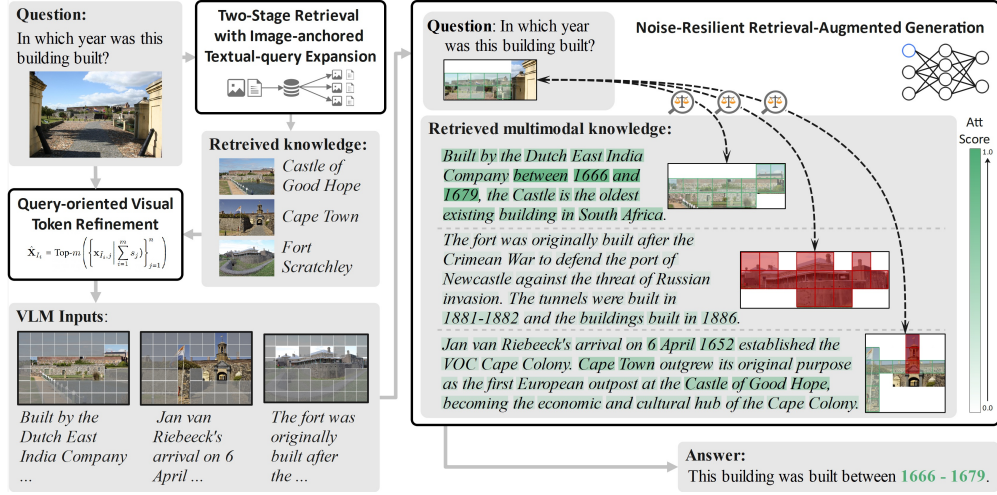 Question:
In which year was this
building built?
Two-Stage Retrieval
with Image-anchored
Textual-query Expansion
Retreived knowledge:
Castle of
Good Hope
Cape Town
Fort
Scratchley
Query-oriented Visual
Token Refinement
X̂_{I_t} = Top-m({x_{I_t,j} | ∑_{i=1}^{m} s_j)}_{j=1}^{n})
VLM Inputs:
Built by the
Dutch East
India Company
...
Jan van
Riebeeck's
arrival on 6
April ...
The fort was
originally
built after
the ...
Noise-Resilient Retrieval-Augmented Generation
Question: In which year
was this building built?
Retrieved multimodal knowledge:
Built by the Dutch East India
Company between 1666 and
1679, the Castle is the oldest
existing building in South Africa.
The fort was originally built after the
Crimean War to defend the port of
Newcastle against the threat of Russian
invasion. The tunnels were built in
1881-1882 and the buildings built in 1886.
Jan van Riebeeck's arrival on 6 April 1652 established the
VOC Cape Colony. Cape Town outgrew its original purpose
as the first European outpost at the Castle of Good Hope,
becoming the economic and cultural hub of the Cape Colony.
Att
Score
1.0
0.0
Answer:
This building was built between 1666 - 1679.